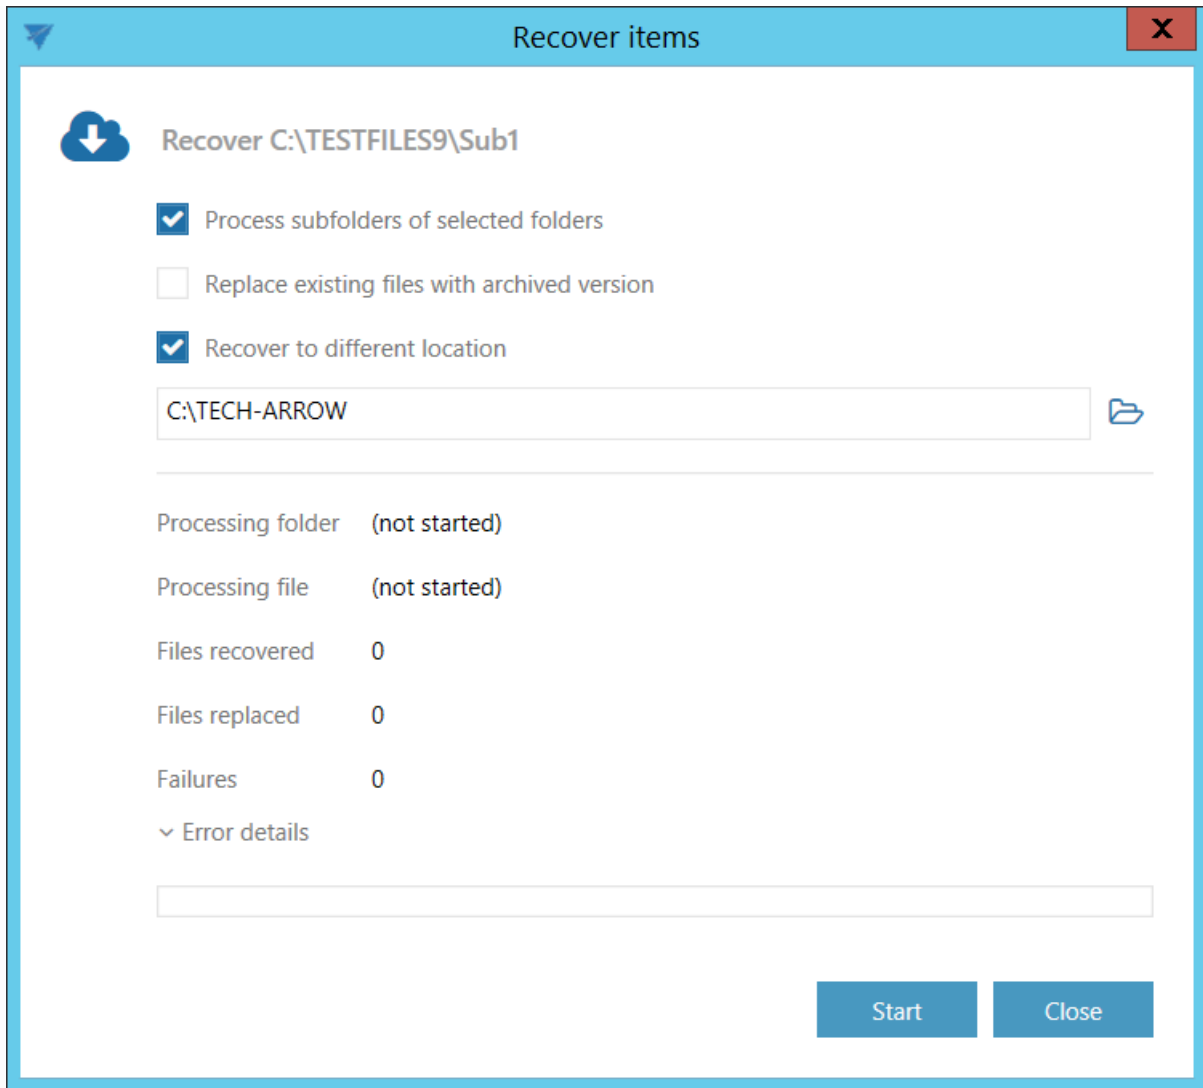 Recover items
X
Recover C:\TESTFILES9\Sub1
Process subfolders of selected folders
Replace existing files with archived version
Recover to different location
C:\TECH-ARROW
Processing folder (not started)
Processing file (not started)
Files recovered 0
Files replaced 0
Failures 0
Error details
Start Close